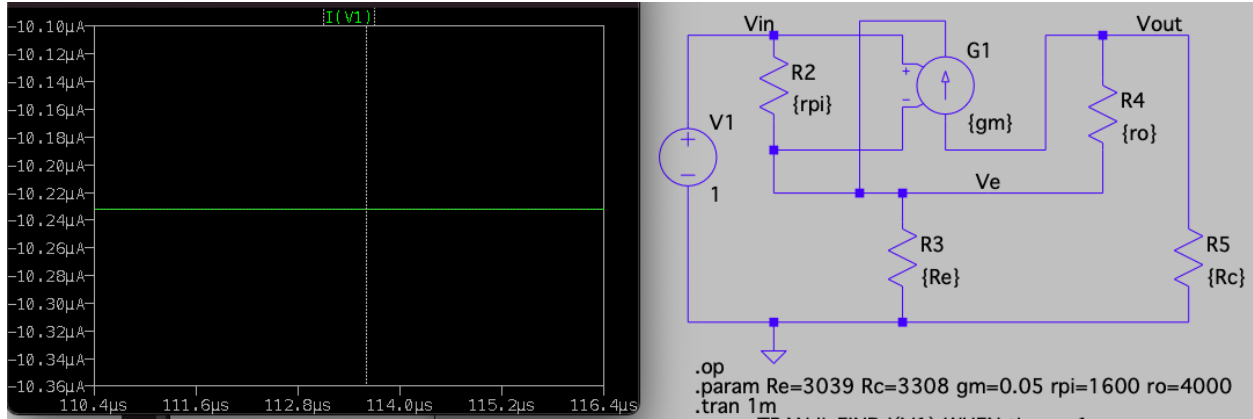 I(V1)
-10.10µA
-10.12µA
-10.14µA
-10.16µA
-10.18µA
-10.20µA
-10.22µA
-10.24µA
-10.26µA
-10.28µA
-10.30µA
-10.32µA
-10.34µA
-10.36µA
110.4µs 111.6µs 112.8µs 114.0µs 115.2µs 116.4µs
Vin
Vout
G1
R2
{rpi}
+
-
{gm}
R4
{ro}
V1
+
-
1
Ve
R3
{Re}
R5
{Rc}
.op
.param Re=3039 Rc=3308 gm=0.05 rpi=1600 ro=4000
.tran 1m